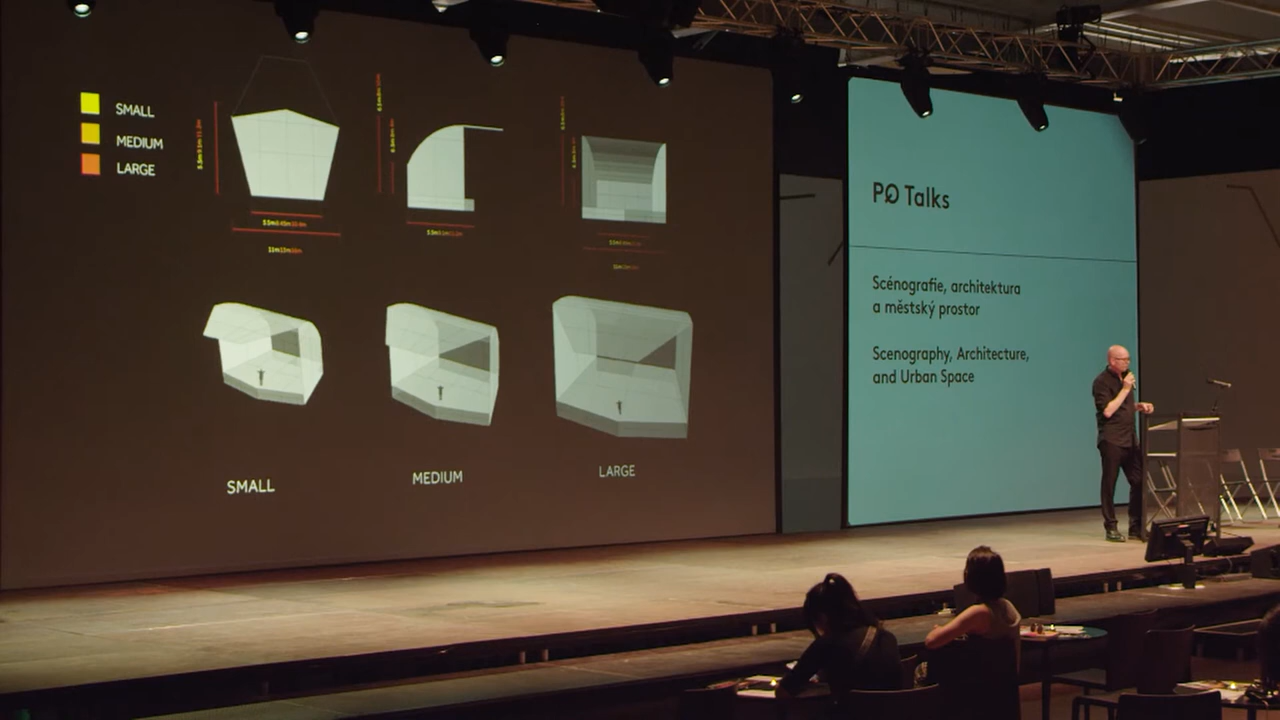 SMALL
MEDIUM
LARGE
SMALL
MEDIUM
LARGE
PQ Talks
Scénografie, architektura
a městský prostor
Scenography, Architecture,
and Urban Space